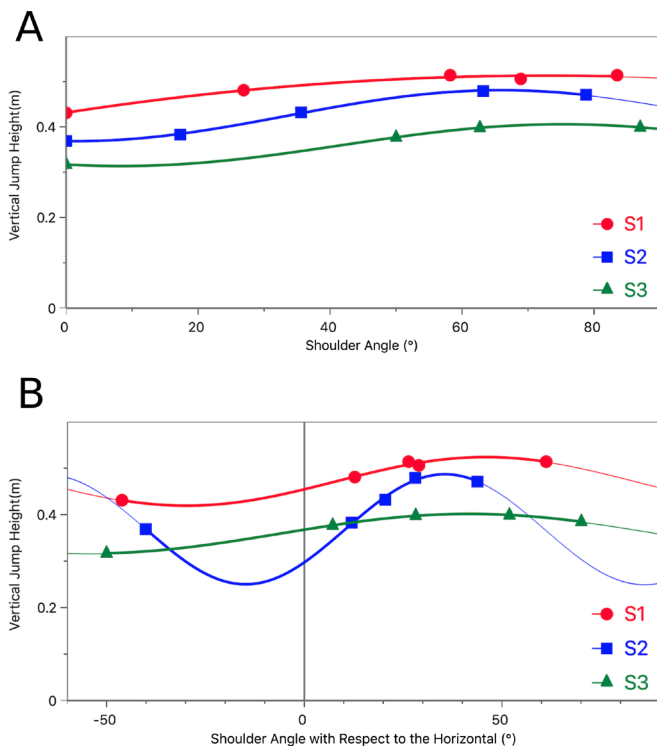 A
Vertical Jump Height(m)
0.4
0.2
0
0 20 40 60 80
Shoulder Angle (°)
S1
S2
S3
B
Vertical Jump Height(m)
0.4
0.2
0
-50 0 50
Shoulder Angle with Respect to the Horizontal (°)
S1
S2
S3